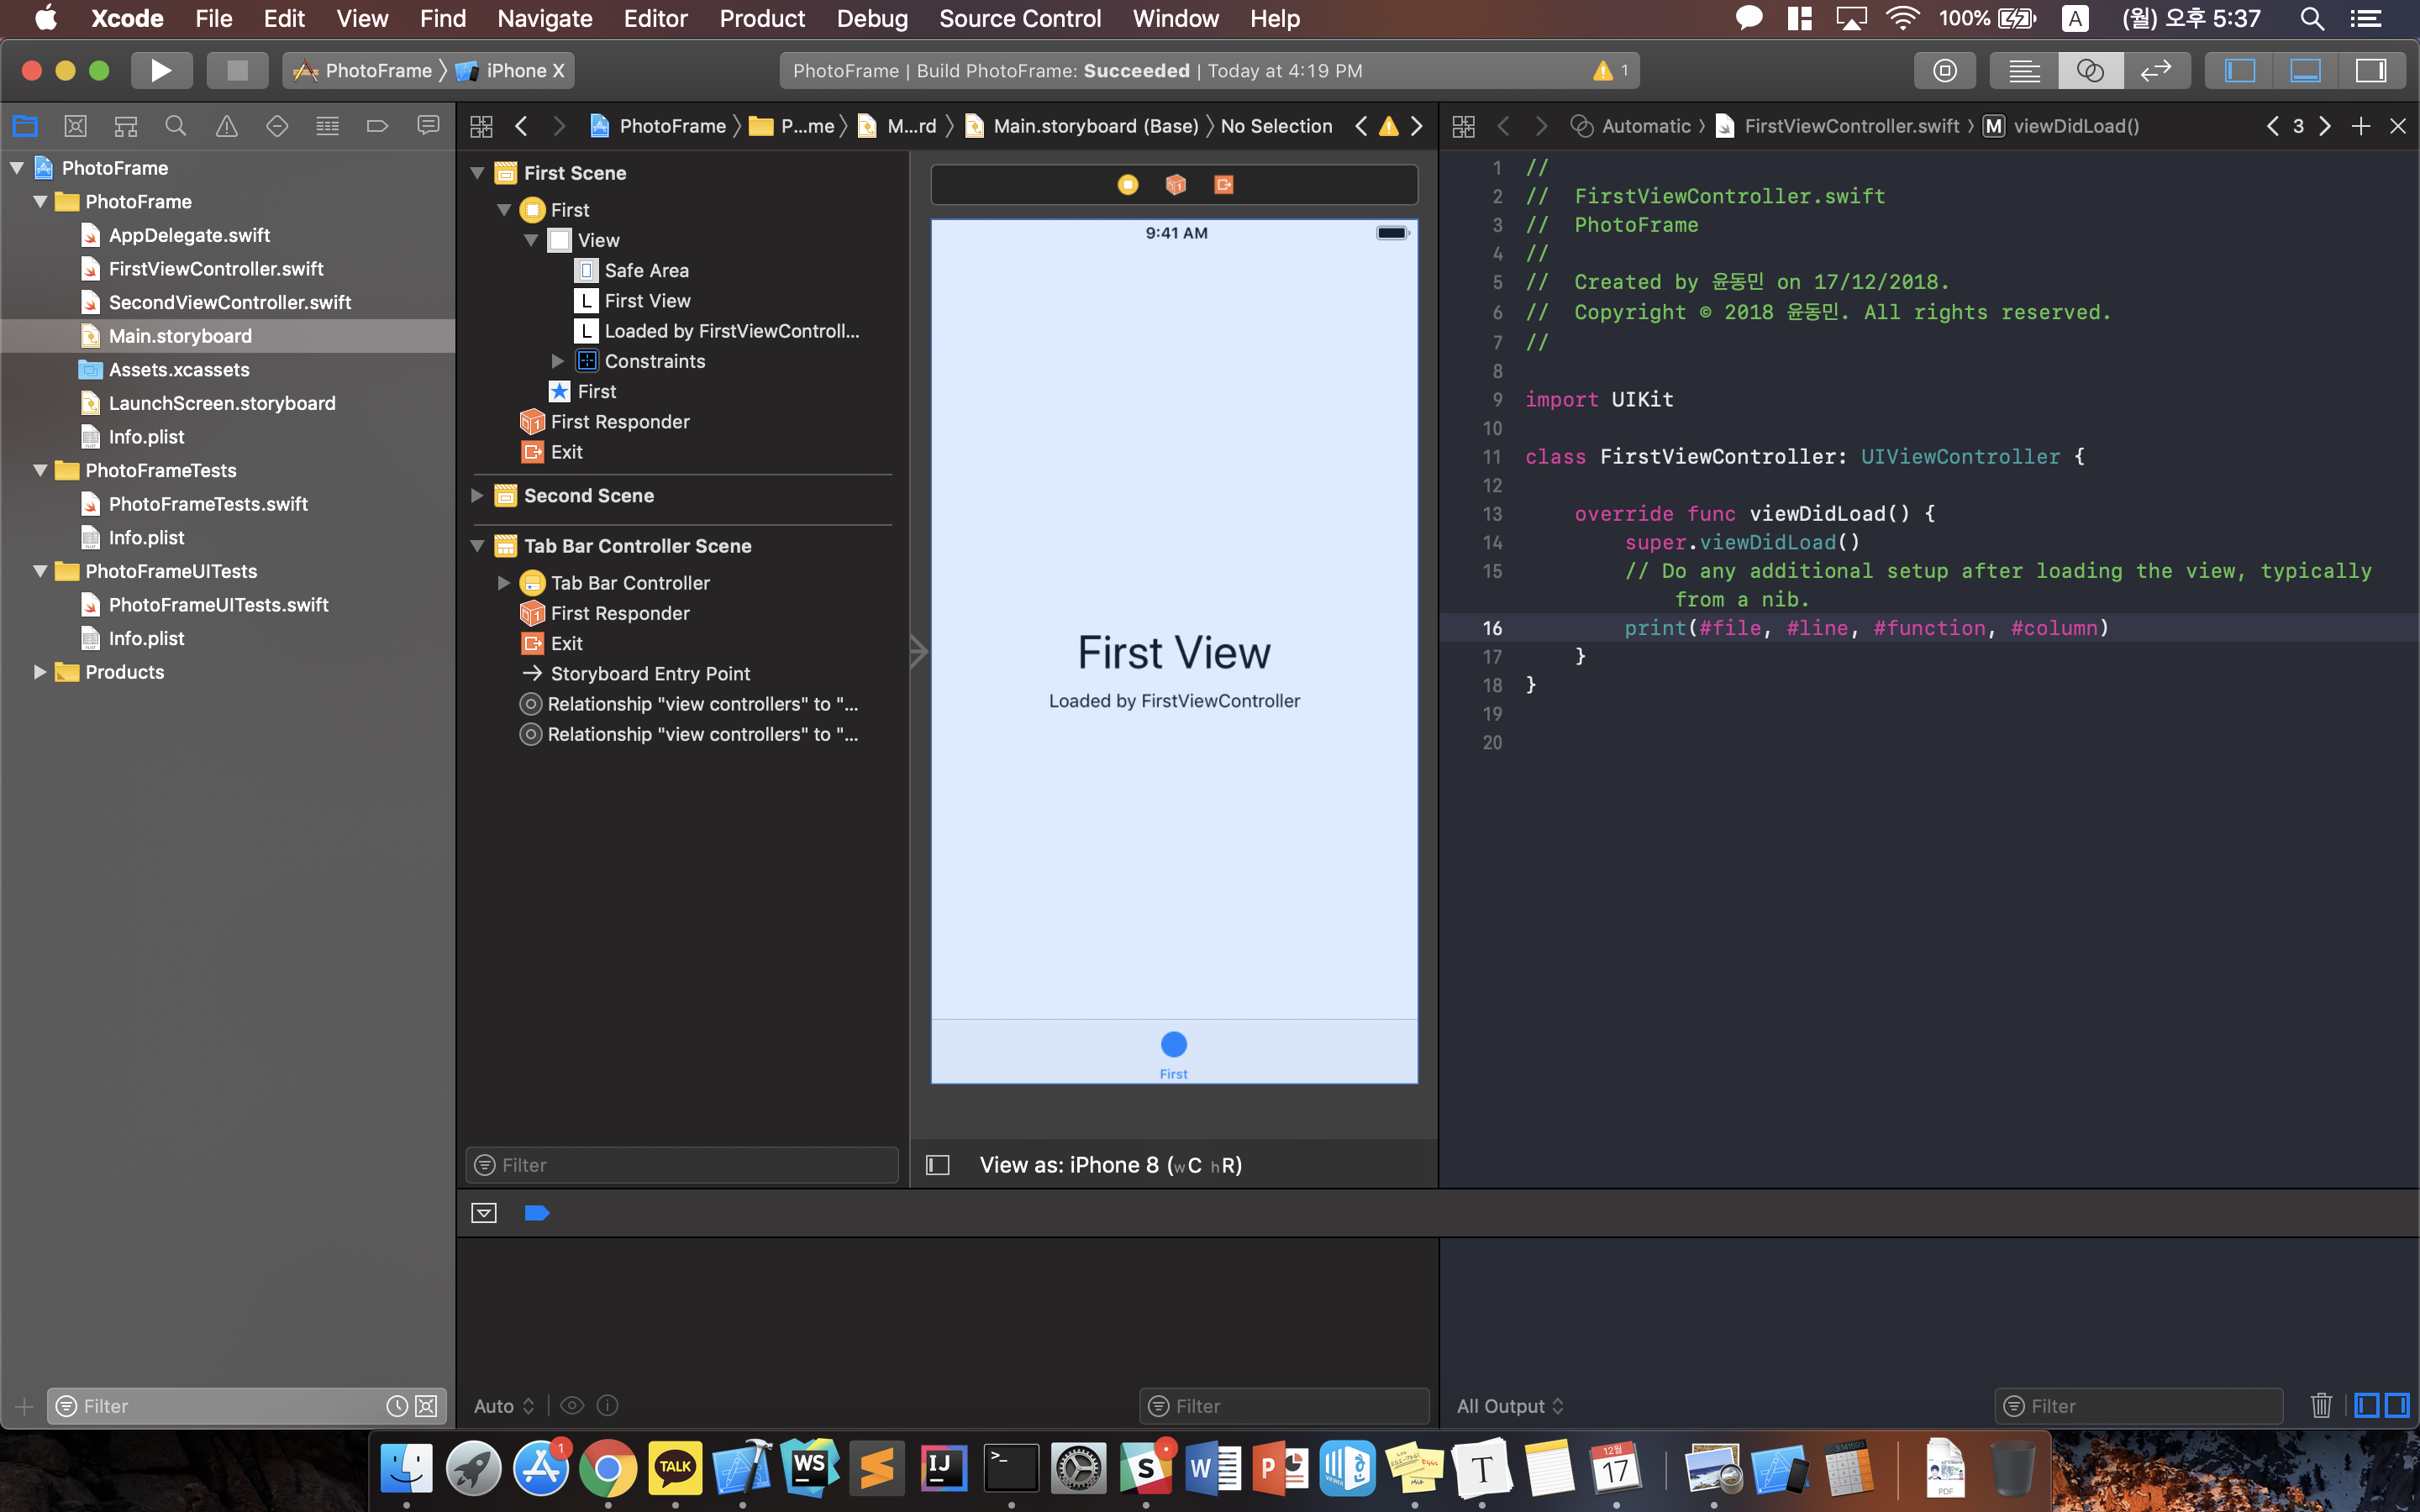 Xcode File Edit View Find Navigate Editor Product Debug Source Control Window Help 100% A (월) 오후 5:37
PhotoFrame iPhone X PhotoFrame | Build PhotoFrame: Succeeded | Today at 4:19 PM 1
PhotoFrame P...me M...rd Main.storyboard (Base) No Selection
Automatic FirstViewController.swift M viewDidLoad() 3
PhotoFrame
PhotoFrame
AppDelegate.swift
FirstViewController.swift
SecondViewController.swift
Main.storyboard
Assets.xcassets
LaunchScreen.storyboard
Info.plist
PhotoFrameTests
PhotoFrameTests.swift
Info.plist
PhotoFrameUITests
PhotoFrameUITests.swift
Info.plist
Products
Filter
First Scene
First
View
Safe Area
L First View
L Loaded by FirstViewControll...
Constraints
First
First Responder
Exit
Second Scene
Tab Bar Controller Scene
Tab Bar Controller
First Responder
Exit
Storyboard Entry Point
Relationship "view controllers" to "...
Relationship "view controllers" to "...
Filter
9:41 AM
First View
Loaded by FirstViewController
First
View as: iPhone 8 (wC hR)
1 //
2 //  FirstViewController.swift
3 //  PhotoFrame
4 //
5 //  Created by 윤동민 on 17/12/2018.
6 //  Copyright © 2018 윤동민. All rights reserved.
7 //
8
9 import UIKit
10
11 class FirstViewController: UIViewController {
12
13     override func viewDidLoad() {
14         super.viewDidLoad()
15         // Do any additional setup after loading the view, typically
from a nib.
16         print(#file, #line, #function, #column)
17     }
18 }
19
20
Auto Filter
All Output Filter
1 TALK WS IJ >_ S W P VIEWER T 12월 17 PDF